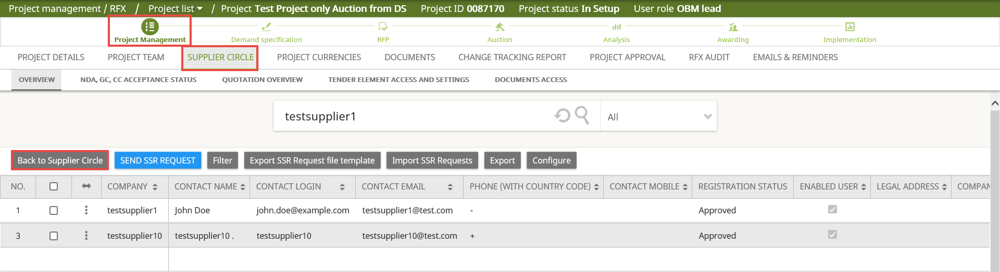 Project management / RFX / Project list / Project Test Project only Auction from DS Project ID 0087170 Project status In Setup User role OBM lead
Project Management Demand specification RFP Auction Analysis Awarding Implementation
PROJECT DETAILS PROJECT TEAM SUPPLIER CIRCLE PROJECT CURRENCIES DOCUMENTS CHANGE TRACKING REPORT PROJECT APPROVAL RFX AUDIT EMAILS & REMINDERS
OVERVIEW NDA, GC, CC ACCEPTANCE STATUS QUOTATION OVERVIEW TENDER ELEMENT ACCESS AND SETTINGS DOCUMENTS ACCESS
testsupplier1 All
Back to Supplier Circle SEND SSR REQUEST Filter Export SSR Request file template Import SSR Requests Export Configure
NO. COMPANY CONTACT NAME CONTACT LOGIN CONTACT EMAIL PHONE (WITH COUNTRY CODE) CONTACT MOBILE REGISTRATION STATUS ENABLED USER LEGAL ADDRESS COMPAN
1 testsupplier1 John Doe john.doe@example.com testsupplier1@test.com - Approved
3 testsupplier10 testsupplier10 . testsupplier10 testsupplier10@test.com + Approved